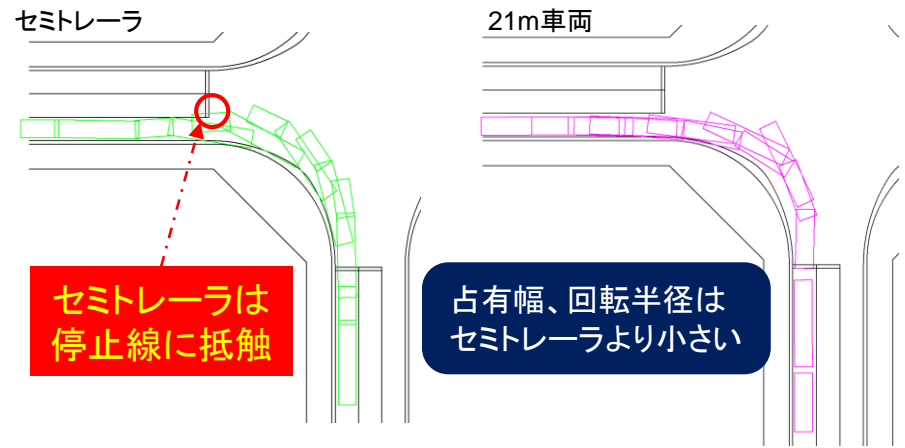 セミトレーラ
21m車両
セミトレーラは
停止線に抵触
占有幅、回転半径は
セミトレーラより小さい